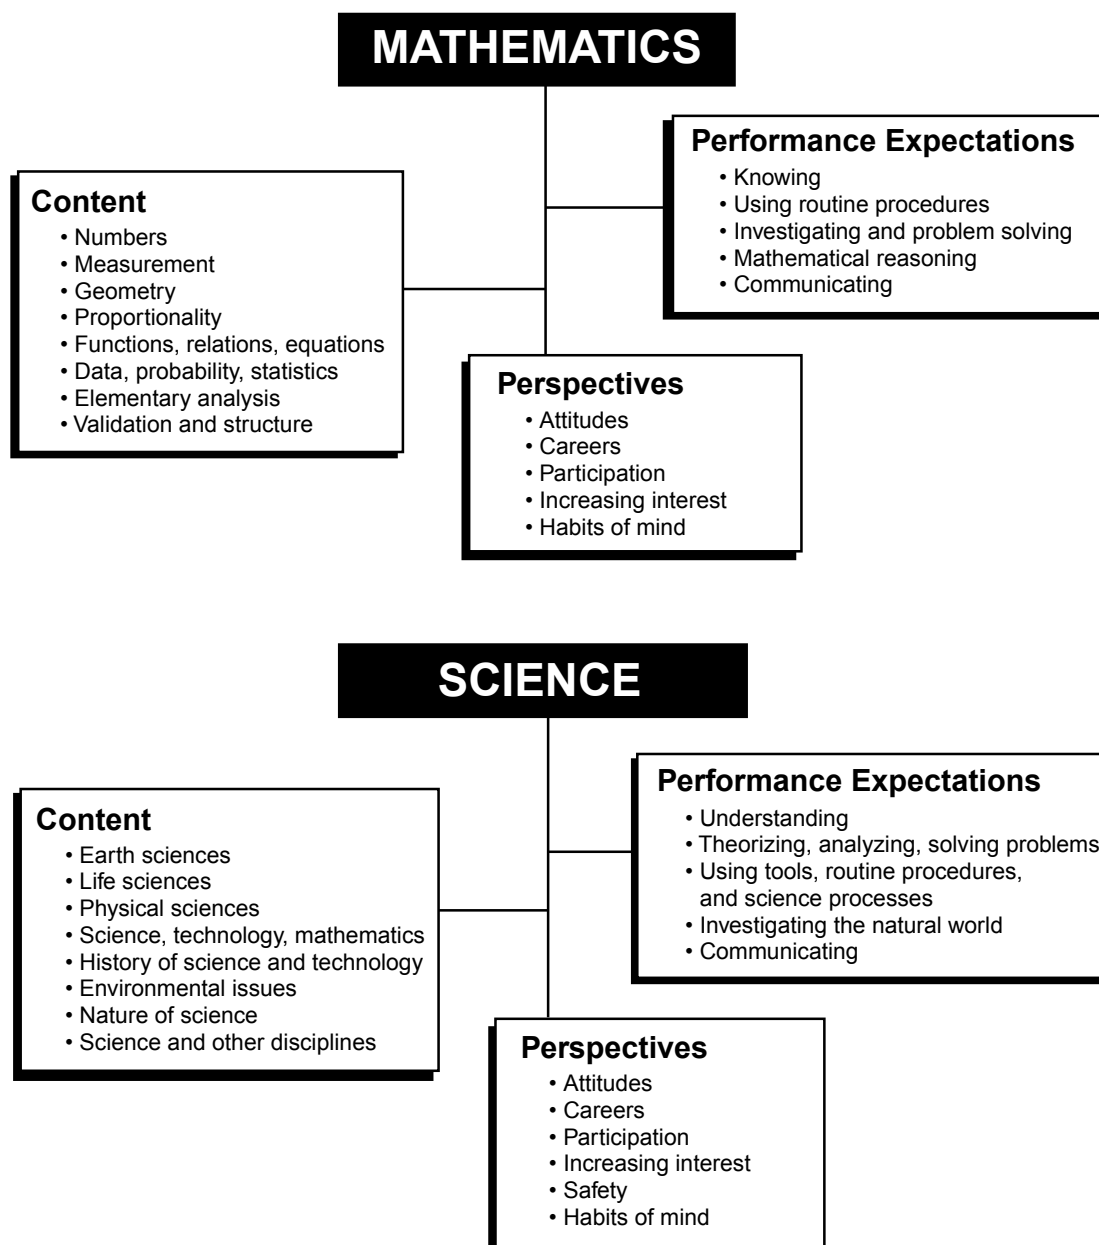 MATHEMATICS
Content
• Numbers
• Measurement
• Geometry
• Proportionality
• Functions, relations, equations
• Data, probability, statistics
• Elementary analysis
• Validation and structure
Performance Expectations
• Knowing
• Using routine procedures
• Investigating and problem solving
• Mathematical reasoning
• Communicating
Perspectives
• Attitudes
• Careers
• Participation
• Increasing interest
• Habits of mind
SCIENCE
Content
• Earth sciences
• Life sciences
• Physical sciences
• Science, technology, mathematics
• History of science and technology
• Environmental issues
• Nature of science
• Science and other disciplines
Performance Expectations
• Understanding
• Theorizing, analyzing, solving problems
• Using tools, routine procedures,
and science processes
• Investigating the natural world
• Communicating
Perspectives
• Attitudes
• Careers
• Participation
• Increasing interest
• Safety
• Habits of mind